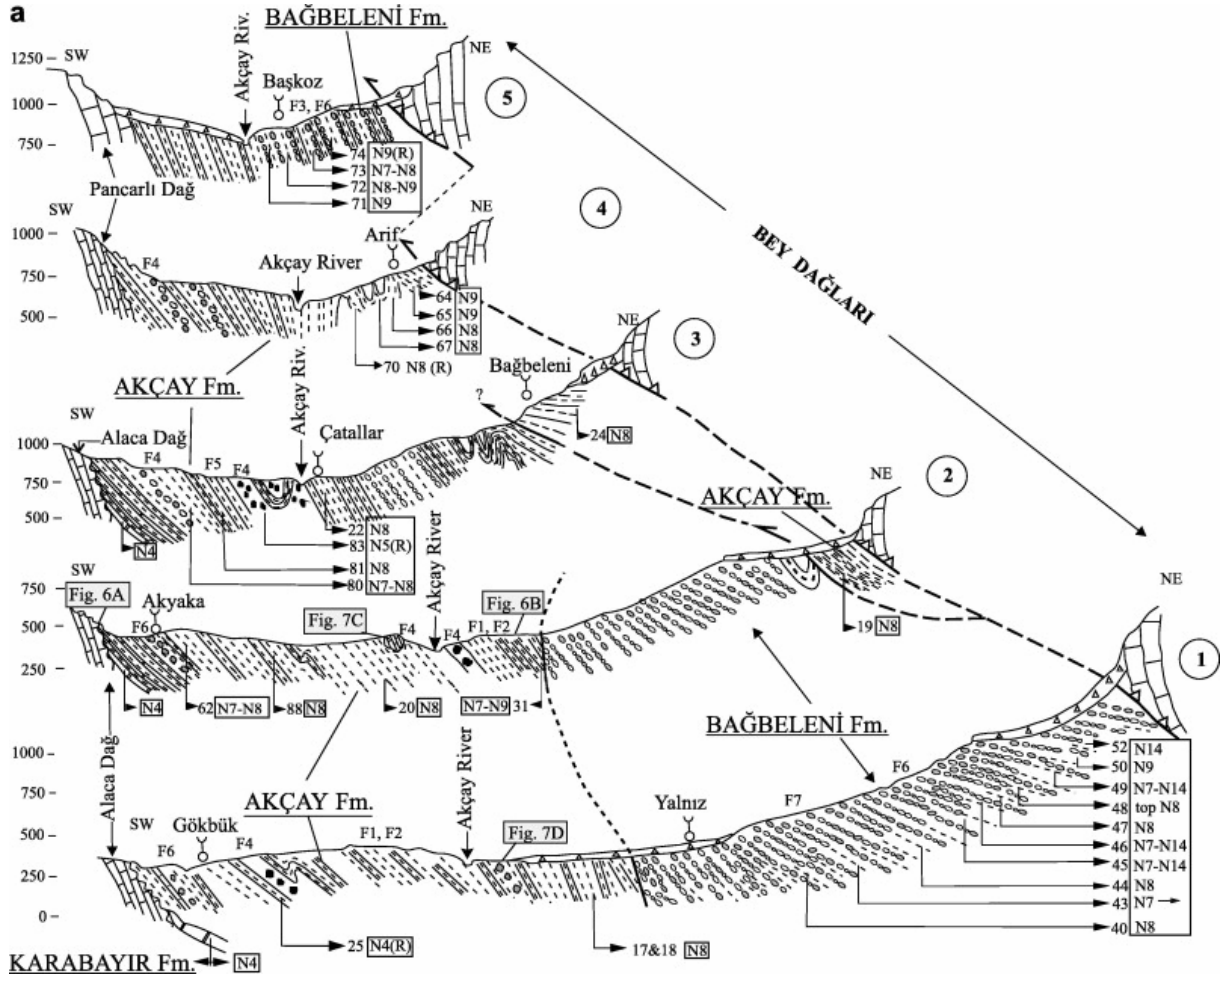 a
BAĞBELENİ Fm.
SW
NE
Akçay Riv.
Başkoz
F3, F6
5
1250
1000
750
74 N9(R)
73 N7-N8
72 N8-N9
71 N9
Pancarlı Dağ
SW
NE
4
Arif
Akçay River
F4
1000
750
500
64 N9
65 N9
66 N8
67 N8
70 N8 (R)
BEY DAĞLARI
AKÇAY Fm.
Akçay Riv.
NE
3
Bağbeleni
?
SW
Alaca Dağ
Çatallar
F4
F5
F4
1000
750
500
24 N8
22 N8
83 N5(R)
81 N8
80 N7-N8
N4
NE
2
AKÇAY Fm.
SW
Fig. 6A
Akyaka
F6
Fig. 7C
F4
Akçay River
F4
F1, F2
Fig. 6B
750
500
250
19 N8
N4
62 N7-N8
88 N8
20 N8
N7-N9 31
NE
1
BAĞBELENİ Fm.
Alaca Dağ
AKÇAY Fm.
Akçay River
SW
Gökbük
F6
F4
F1, F2
Fig. 7D
Yalnız
F7
F6
1000
750
500
250
0
52 N14
50 N9
49 N7-N14
48 top N8
47 N8
46 N7-N14
45 N7-N14
44 N8
43 N7
40 N8
25 N4(R)
17&18 N8
KARABAYIR Fm.
N4